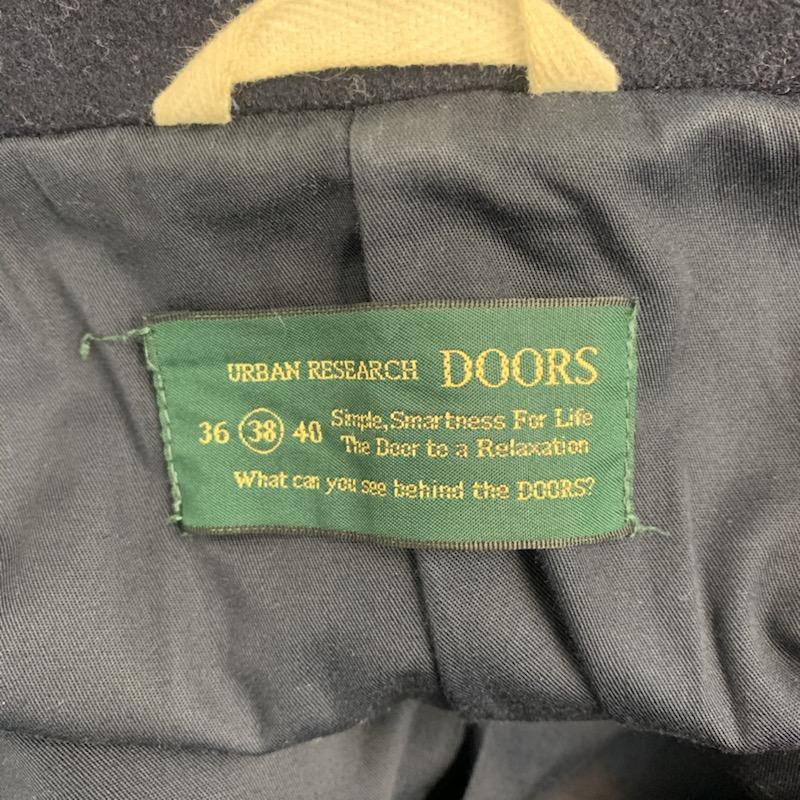 URBAN RESEARCH DOORS
36 38 40 Simple, Smartness For Life
The Door to a Relaxation
What can you see behind the DOORS?